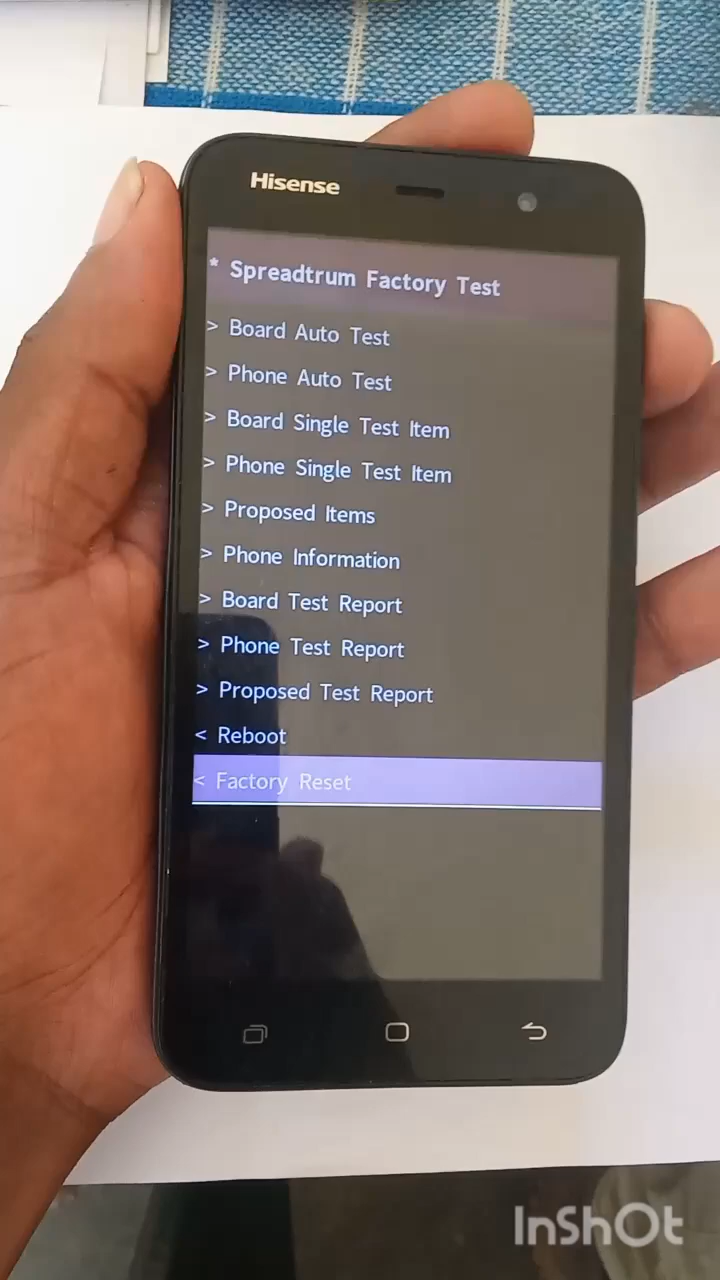 Hisense
* Spreadtrum Factory Test
> Board Auto Test
> Phone Auto Test
> Board Single Test Item
> Phone Single Test Item
> Proposed Items
> Phone Information
> Board Test Report
> Phone Test Report
> Proposed Test Report
< Reboot
< Factory Reset
InShOt